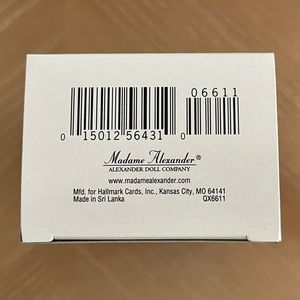 06611
0 15012 56431 0
Madame Alexander®
ALEXANDER DOLL COMPANY
www.madamealexander.com
Mfd. for Hallmark Cards, Inc., Kansas City, MO 64141
Made in Sri Lanka QX6611